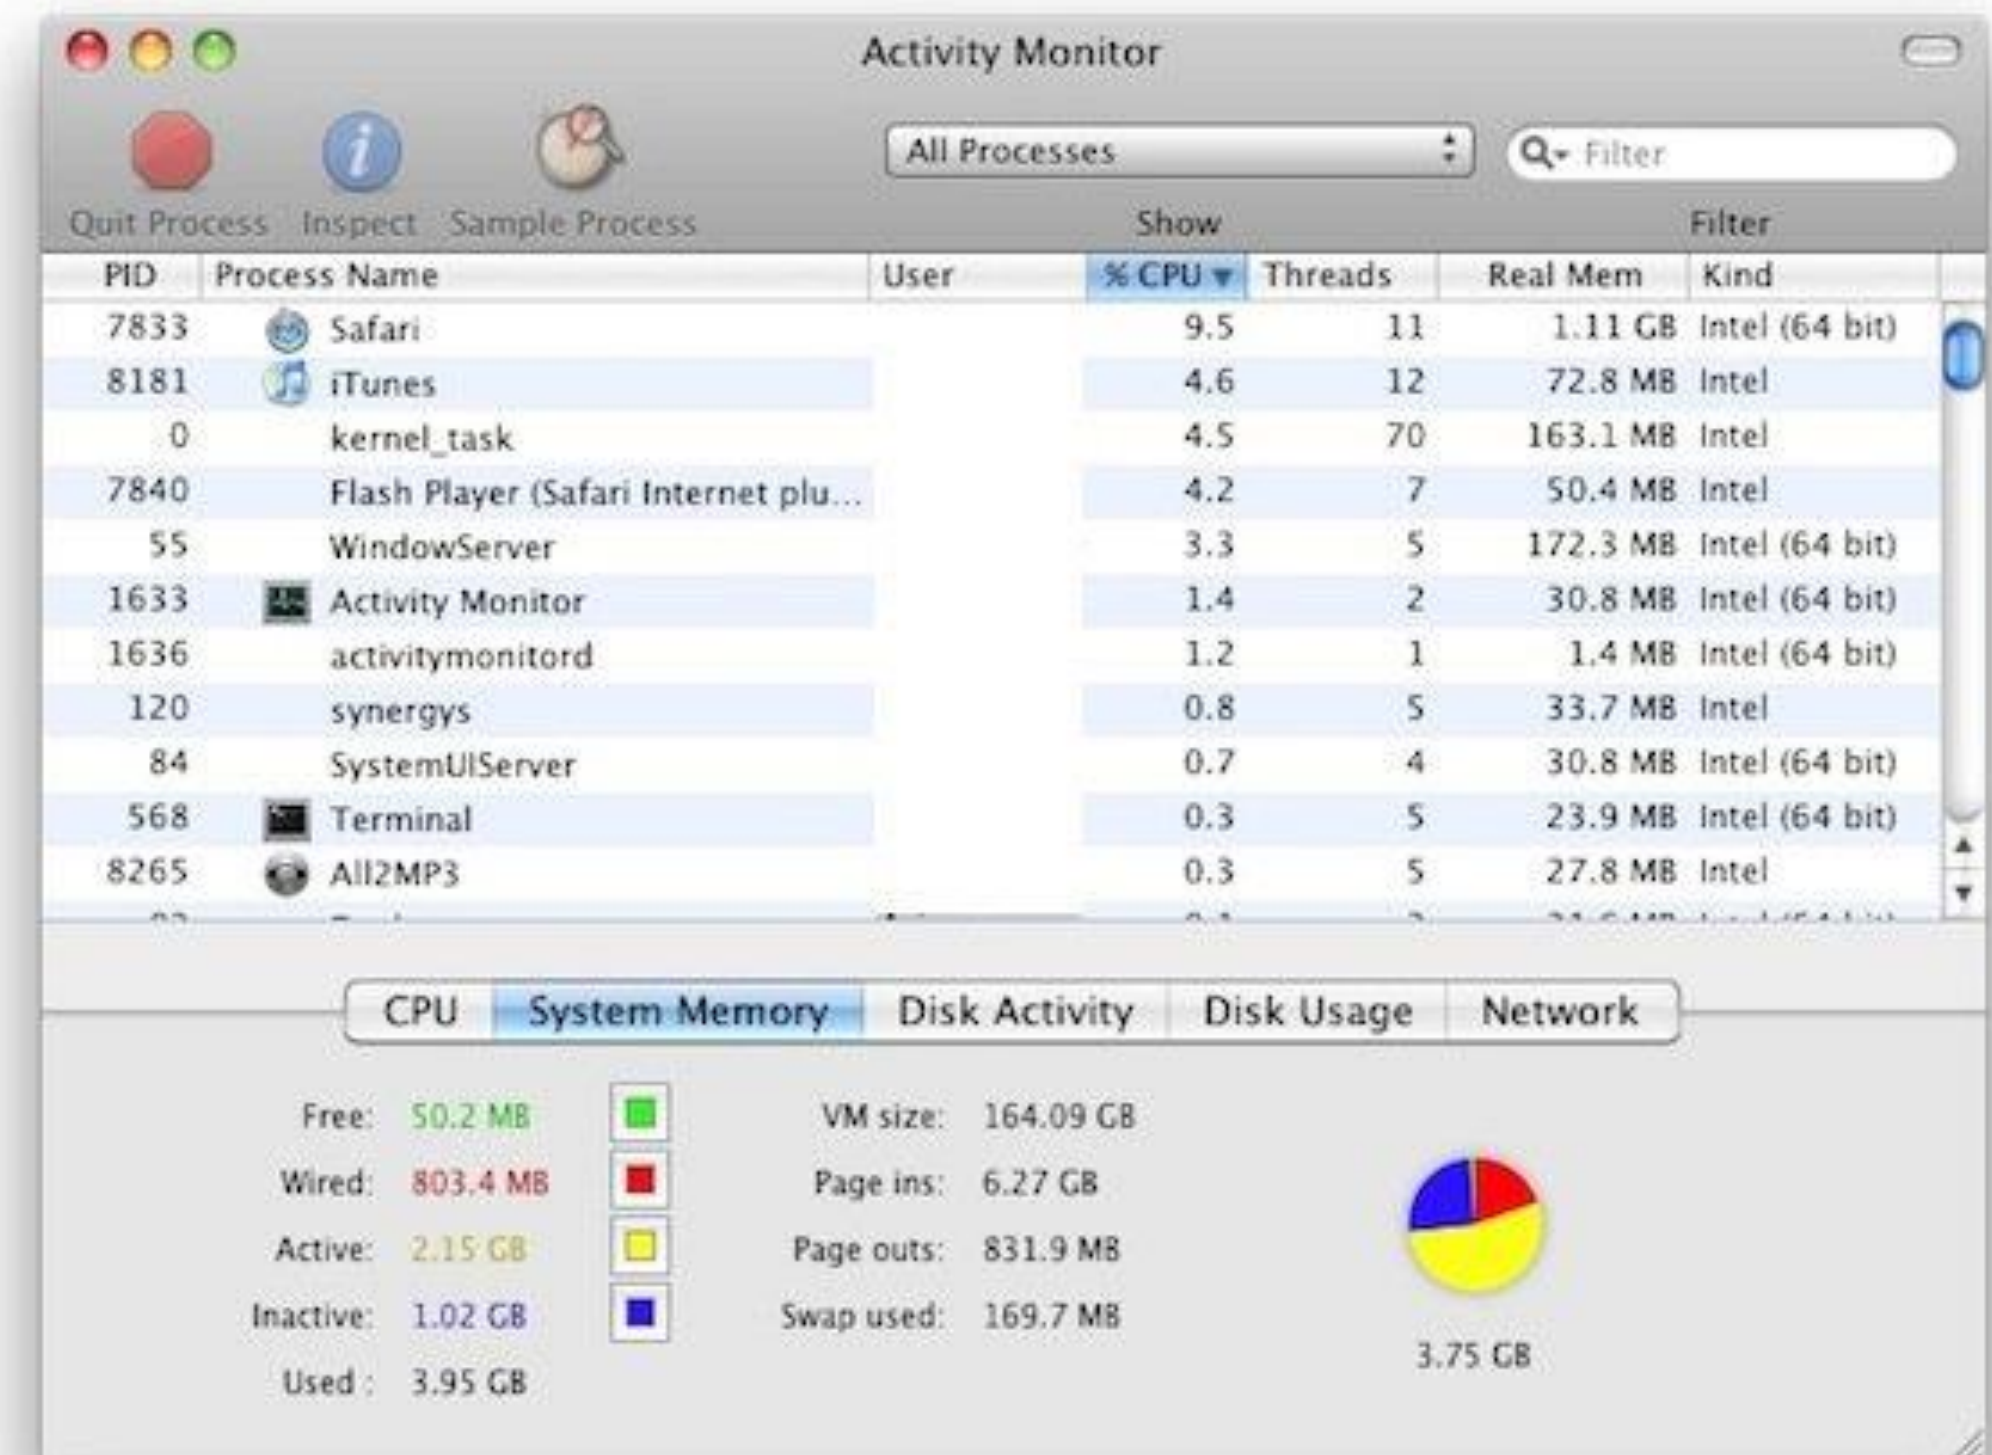 Activity Monitor
All Processes
Filter
Quit Process Inspect Sample Process Show Filter
PID Process Name User % CPU Threads Real Mem Kind
7833 Safari 9.5 11 1.11 GB Intel (64 bit)
8181 iTunes 4.6 12 72.8 MB Intel
0 kernel_task 4.5 70 163.1 MB Intel
7840 Flash Player (Safari Internet plu... 4.2 7 50.4 MB Intel
55 WindowServer 3.3 5 172.3 MB Intel (64 bit)
1633 Activity Monitor 1.4 2 30.8 MB Intel (64 bit)
1636 activitymonitord 1.2 1 1.4 MB Intel (64 bit)
120 synergys 0.8 5 33.7 MB Intel
84 SystemUIServer 0.7 4 30.8 MB Intel (64 bit)
568 Terminal 0.3 5 23.9 MB Intel (64 bit)
8265 All2MP3 0.3 5 27.8 MB Intel
CPU System Memory Disk Activity Disk Usage Network
Free: 50.2 MB VM size: 164.09 GB
Wired: 803.4 MB Page ins: 6.27 GB
Active: 2.15 GB Page outs: 831.9 MB
Inactive: 1.02 GB Swap used: 169.7 MB
3.75 GB
Used : 3.95 GB